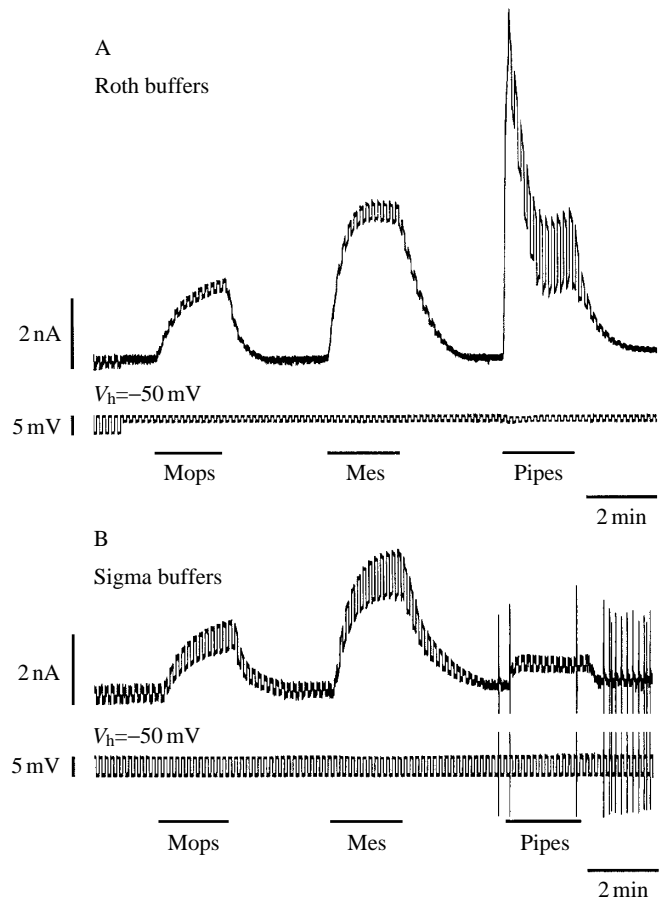 A
Roth buffers
2 nA
Vh=−50 mV
5 mV
Mops Mes Pipes
2 min
B
Sigma buffers
2 nA
Vh=−50 mV
5 mV
Mops Mes Pipes
2 min